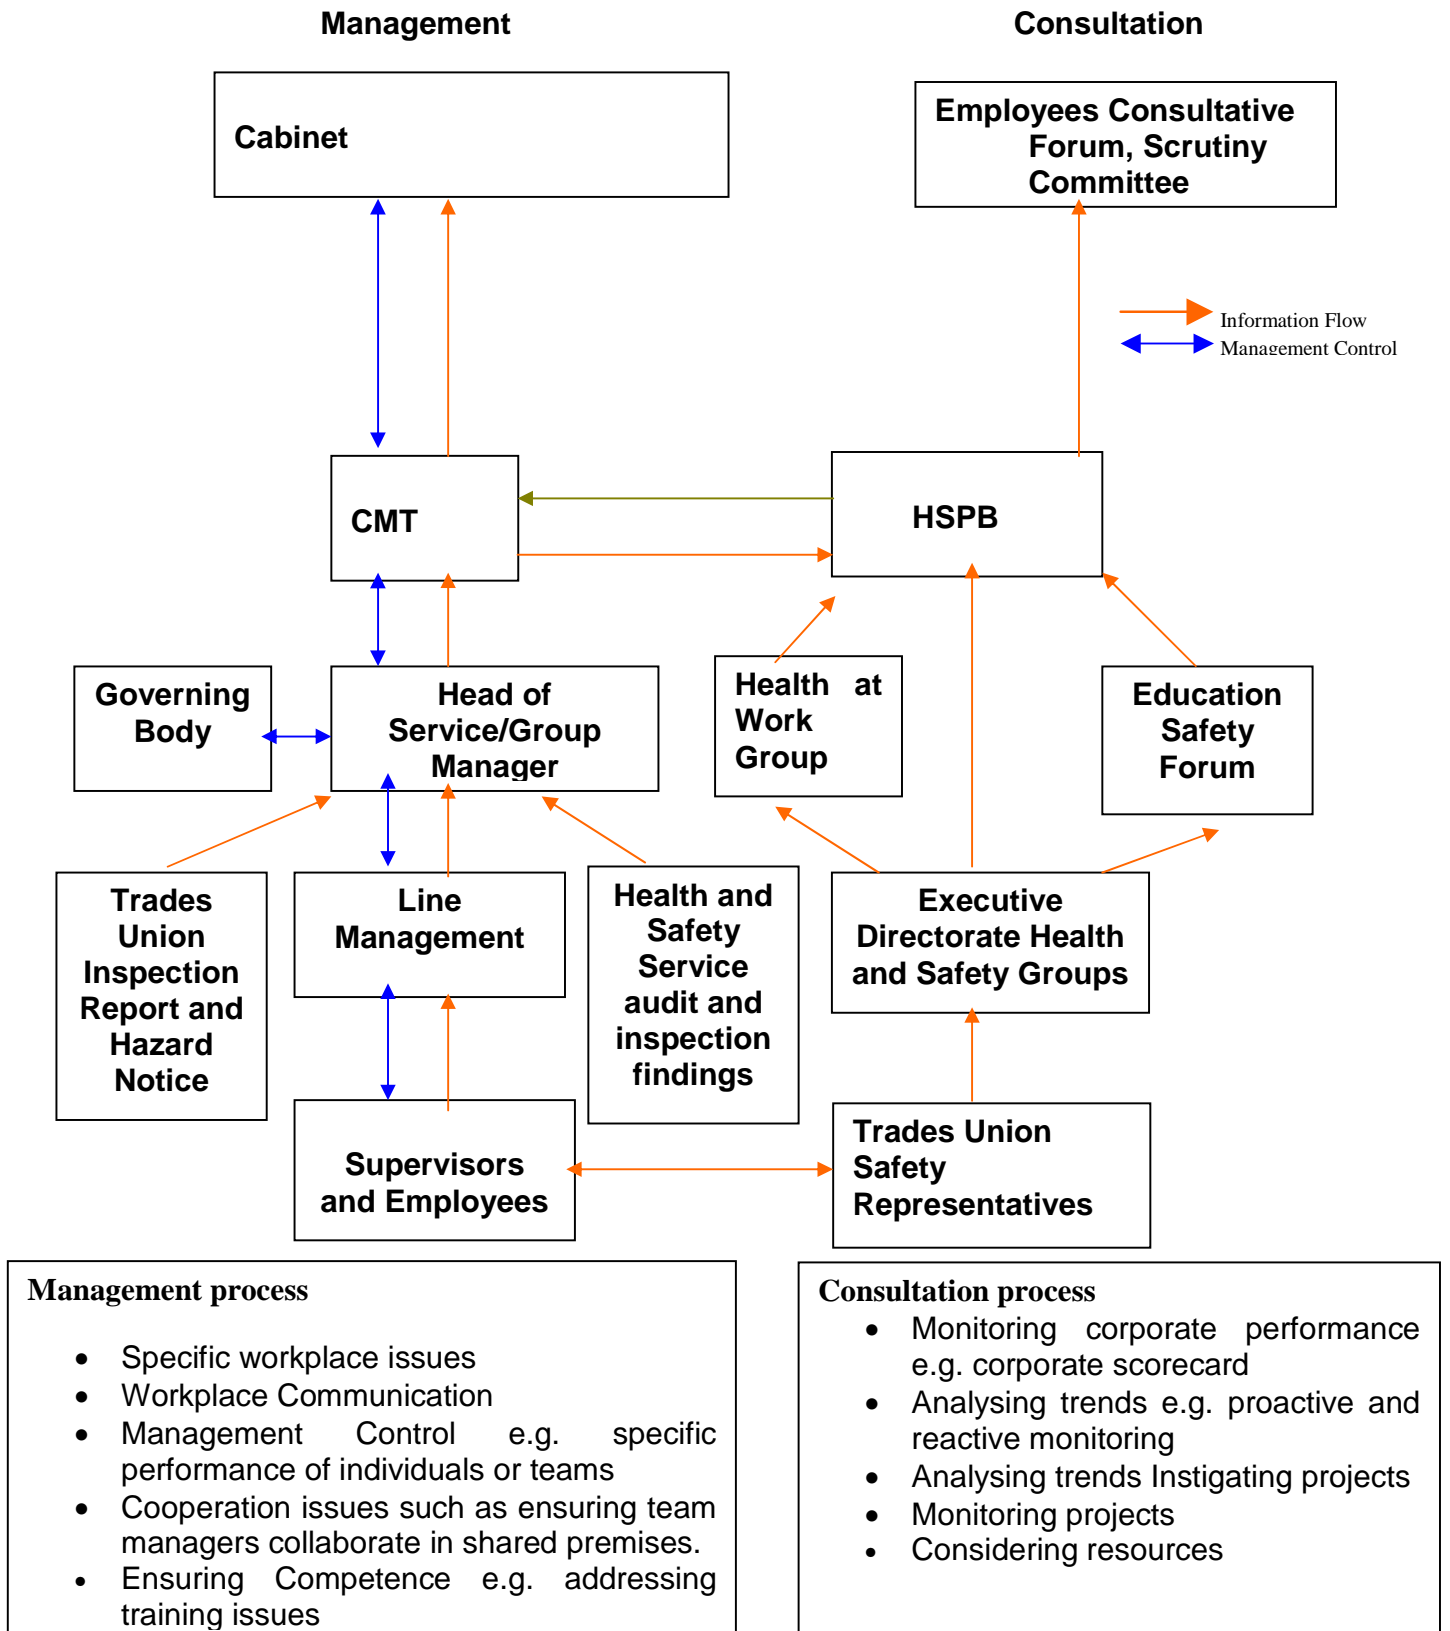 Management
Consultation
Cabinet
Employees Consultative
Forum, Scrutiny
Committee
Information Flow
Management Control
CMT
HSPB
Governing
Body
Head of
Service/Group
Manager
Health at
Work
Group
Education
Safety
Forum
Trades
Union
Inspection
Report and
Hazard
Notice
Line
Management
Health and
Safety
Service
audit and
inspection
findings
Executive
Directorate Health
and Safety Groups
Supervisors
and Employees
Trades Union
Safety
Representatives
Management process
• Specific workplace issues
• Workplace Communication
• Management Control e.g. specific
performance of individuals or teams
• Cooperation issues such as ensuring team
managers collaborate in shared premises.
• Ensuring Competence e.g. addressing
training issues
Consultation process
• Monitoring corporate performance
e.g. corporate scorecard
• Analysing trends e.g. proactive and
reactive monitoring
• Analysing trends Instigating projects
• Monitoring projects
• Considering resources